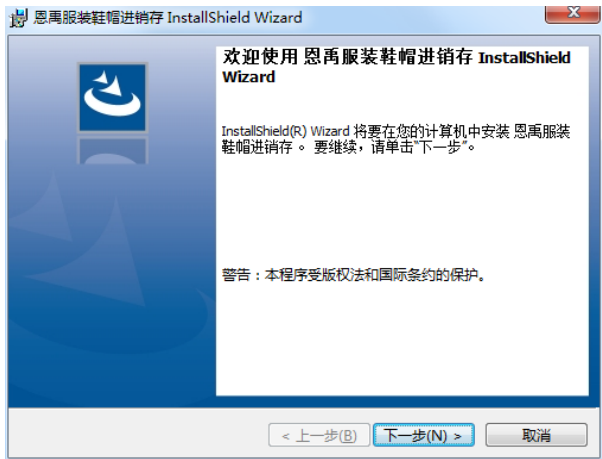 恩禹服装鞋帽进销存 InstallShield Wizard
欢迎使用 恩禹服装鞋帽进销存 InstallShield
Wizard
InstallShield(R) Wizard 将要在您的计算机中安装 恩禹服装
鞋帽进销存 。 要继续，请单击“下一步”。
警告：本程序受版权法和国际条约的保护。
< 上一步(B) 下一步(N) > 取消